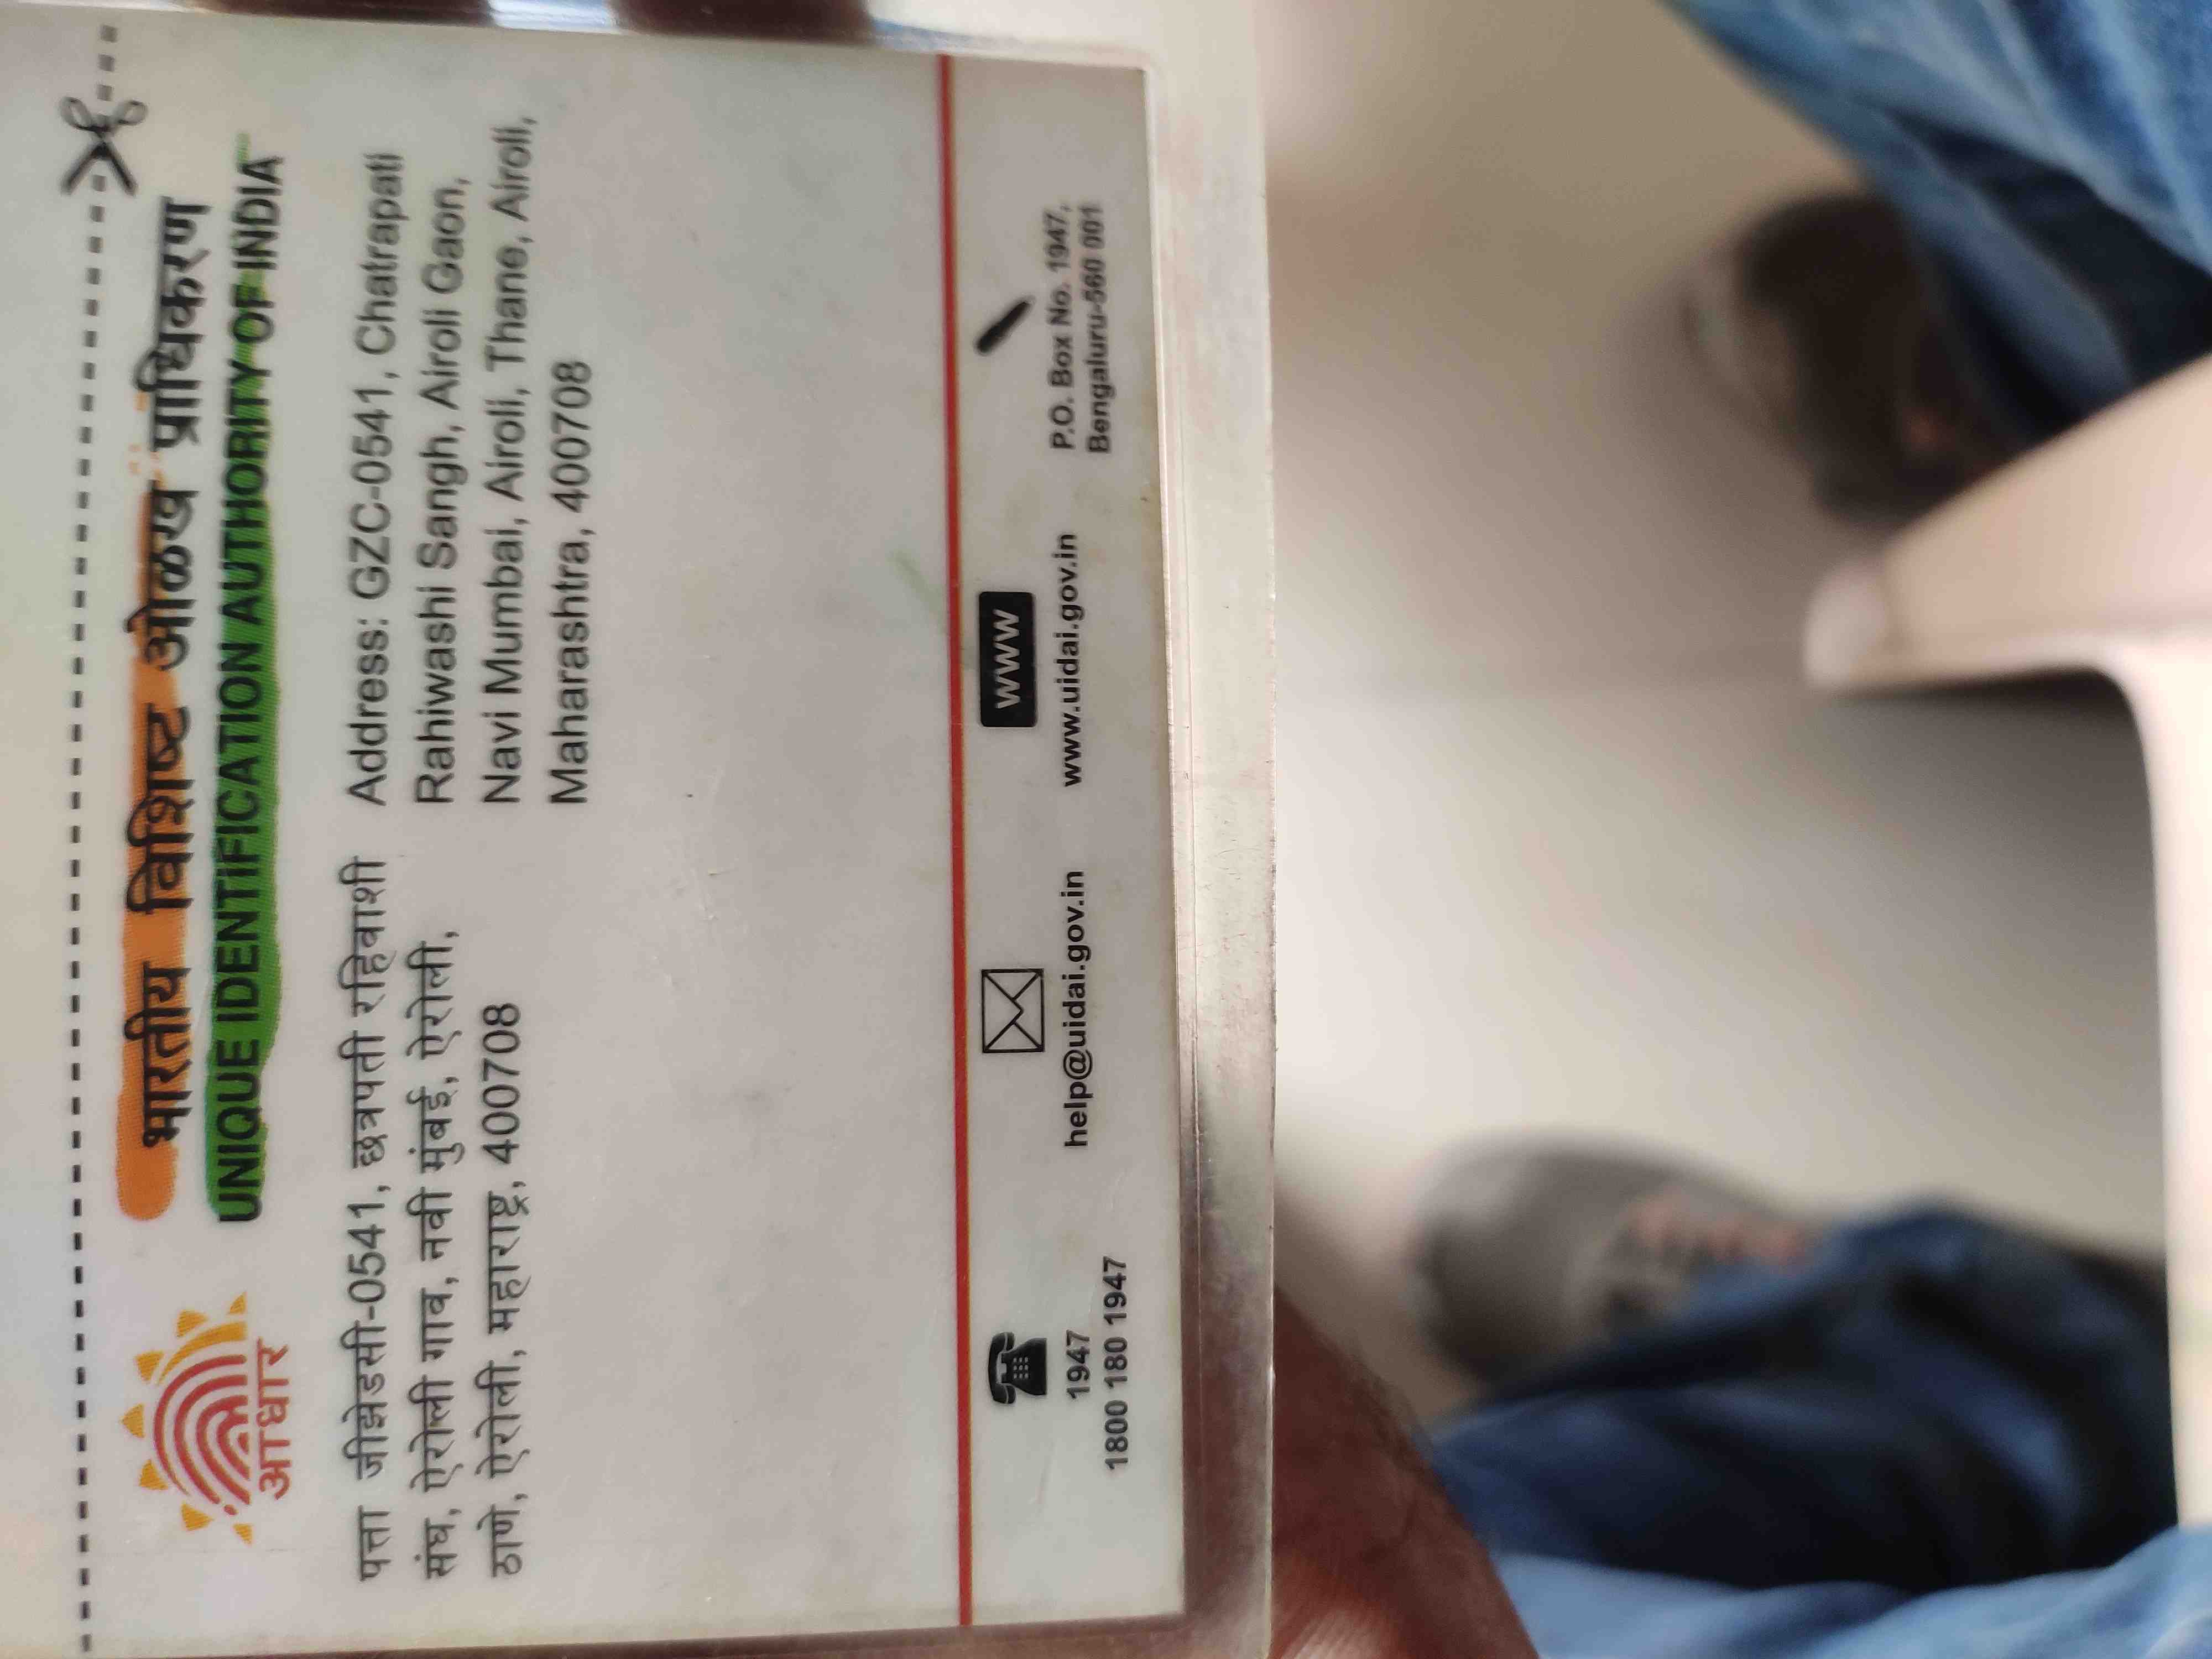 भारतीय विशिष्ट ओळख प्राधिकरण
UNIQUE IDENTIFICATION AUTHORITY OF INDIA
आधार
पत्ता जीझेडसी-0541, छत्रपती रहिवाशी
संघ, ऐरोली गाव, नवी मुंबई, ऐरोली,
ठाणे, ऐरोली, महाराष्ट्र, 400708
Address: GZC-0541, Chatrapati
Rahiwashi Sangh, Airoli Gaon,
Navi Mumbai, Airoli, Thane, Airoli,
Maharashtra, 400708
1947
1800 180 1947
help@uidai.gov.in
www
www.uidai.gov.in
P.O. Box No. 1947,
Bengaluru-560 001